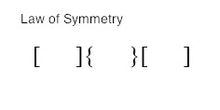 Law of Symmetry
[ ]{ }[ ]